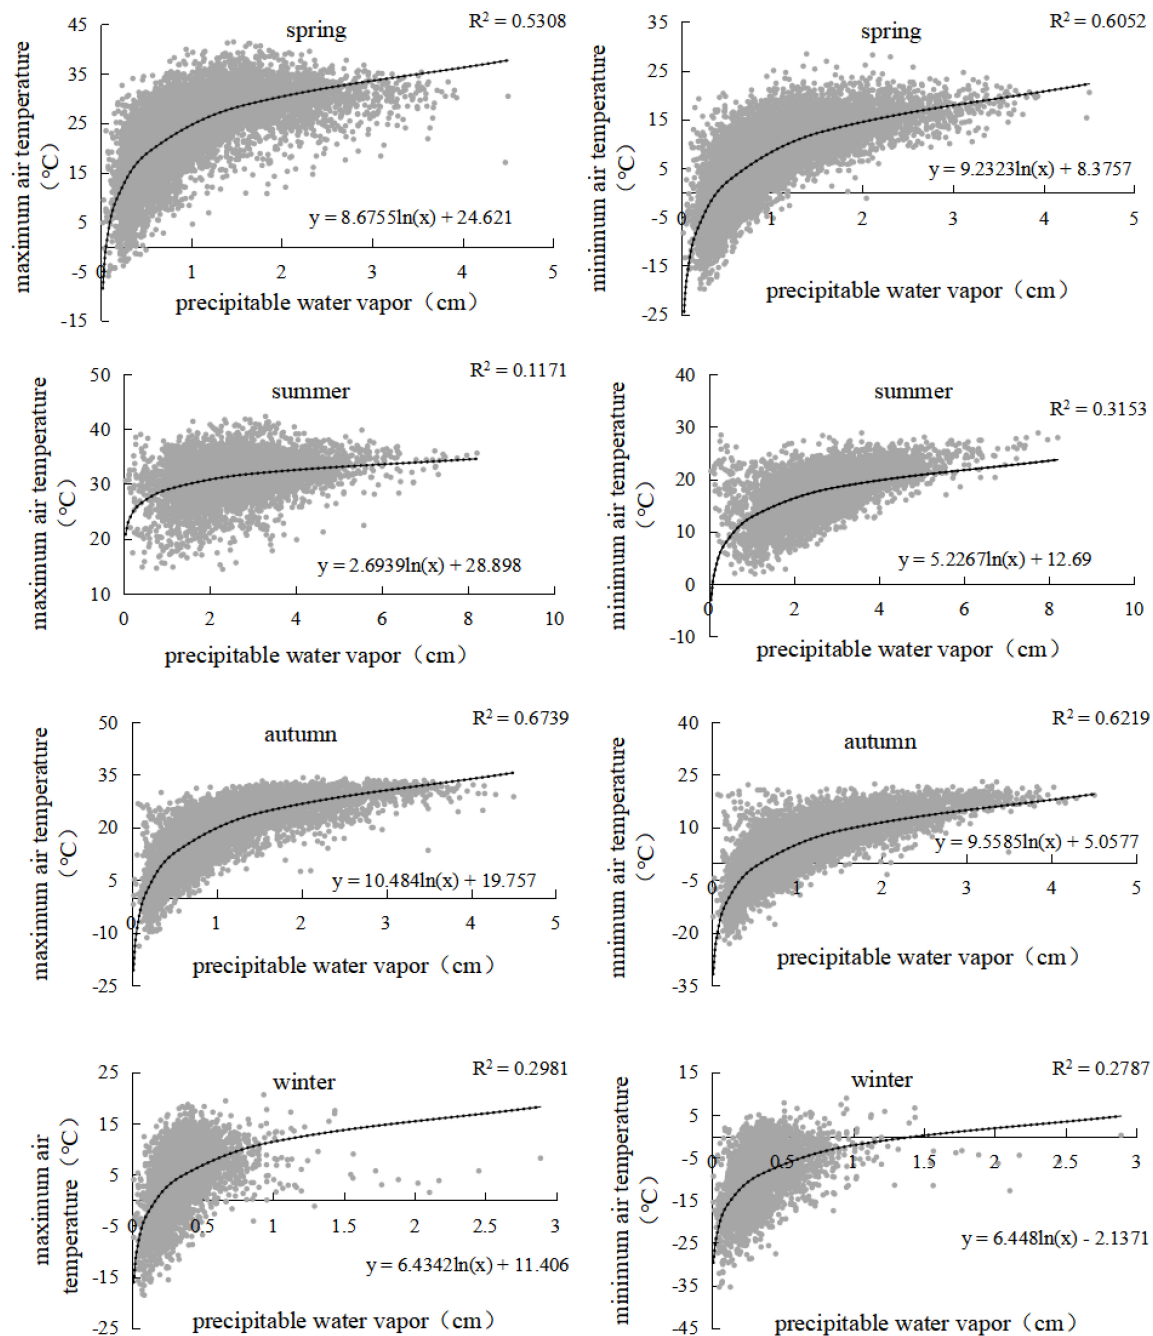 R² = 0.5308
spring
maximum air temperature
（℃）
45
35
25
15
5
-5
-15
0 1 2 3 4 5
y = 8.6755ln(x) + 24.621
precipitable water vapor（cm）
R² = 0.6052
spring
minimum air temperature
（℃）
35
25
15
5
-5
-15
-25
0 1 2 3 4 5
y = 9.2323ln(x) + 8.3757
precipitable water vapor（cm）
R² = 0.1171
summer
maximum air temperature
（℃）
50
40
30
20
10
0 2 4 6 8 10
y = 2.6939ln(x) + 28.898
precipitable water vapor（cm）
R² = 0.3153
summer
minimum air temperature
（℃）
40
30
20
10
0
-10
0 2 4 6 8 10
y = 5.2267ln(x) + 12.69
precipitable water vapor（cm）
R² = 0.6739
autumn
maximum air temperature
（℃）
50
35
20
5
-10
-25
0 1 2 3 4 5
y = 10.484ln(x) + 19.757
precipitable water vapor（cm）
R² = 0.6219
autumn
mnimum air temperature
（℃）
40
25
10
-5
-20
-35
0 1 2 3 4 5
y = 9.5585ln(x) + 5.0577
precipitable water vapor（cm）
R² = 0.2981
winter
maximum air
temperature（℃）
25
15
5
-5
-15
-25
0 0.5 1 1.5 2 2.5 3
y = 6.4342ln(x) + 11.406
precipitable water vapor（cm）
R² = 0.2787
winter
minimum air temperature
（℃）
15
5
-5
-15
-25
-35
-45
0 0.5 1 1.5 2 2.5 3
y = 6.448ln(x) - 2.1371
precipitable water vapor（cm）